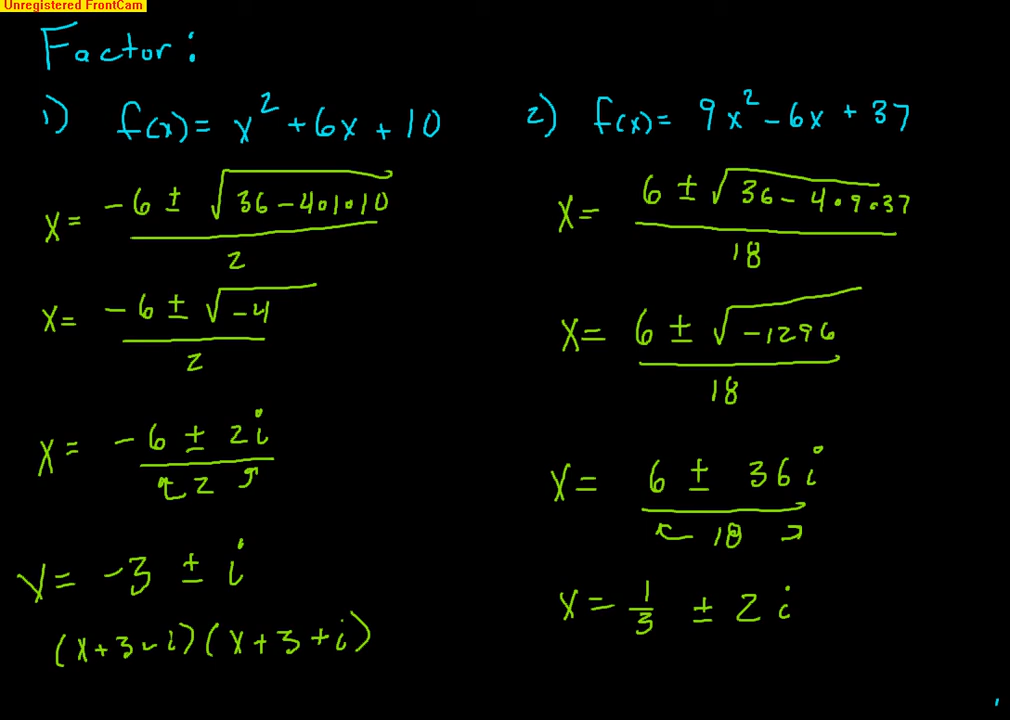 Unregistered FrontCam
Factor:
1) f(x) = x² + 6x + 10
x = -6 ± √36 - 4·1·10
2
x = -6 ± √-4
2
x = -6 ± 2i
2
x = -3 ± i
(x + 3 - i)(x + 3 + i)
2) f(x) = 9x² - 6x + 37
x = 6 ± √36 - 4·9·37
18
x = 6 ± √-1296
18
x = 6 ± 36i
18
x = 1/3 ± 2i